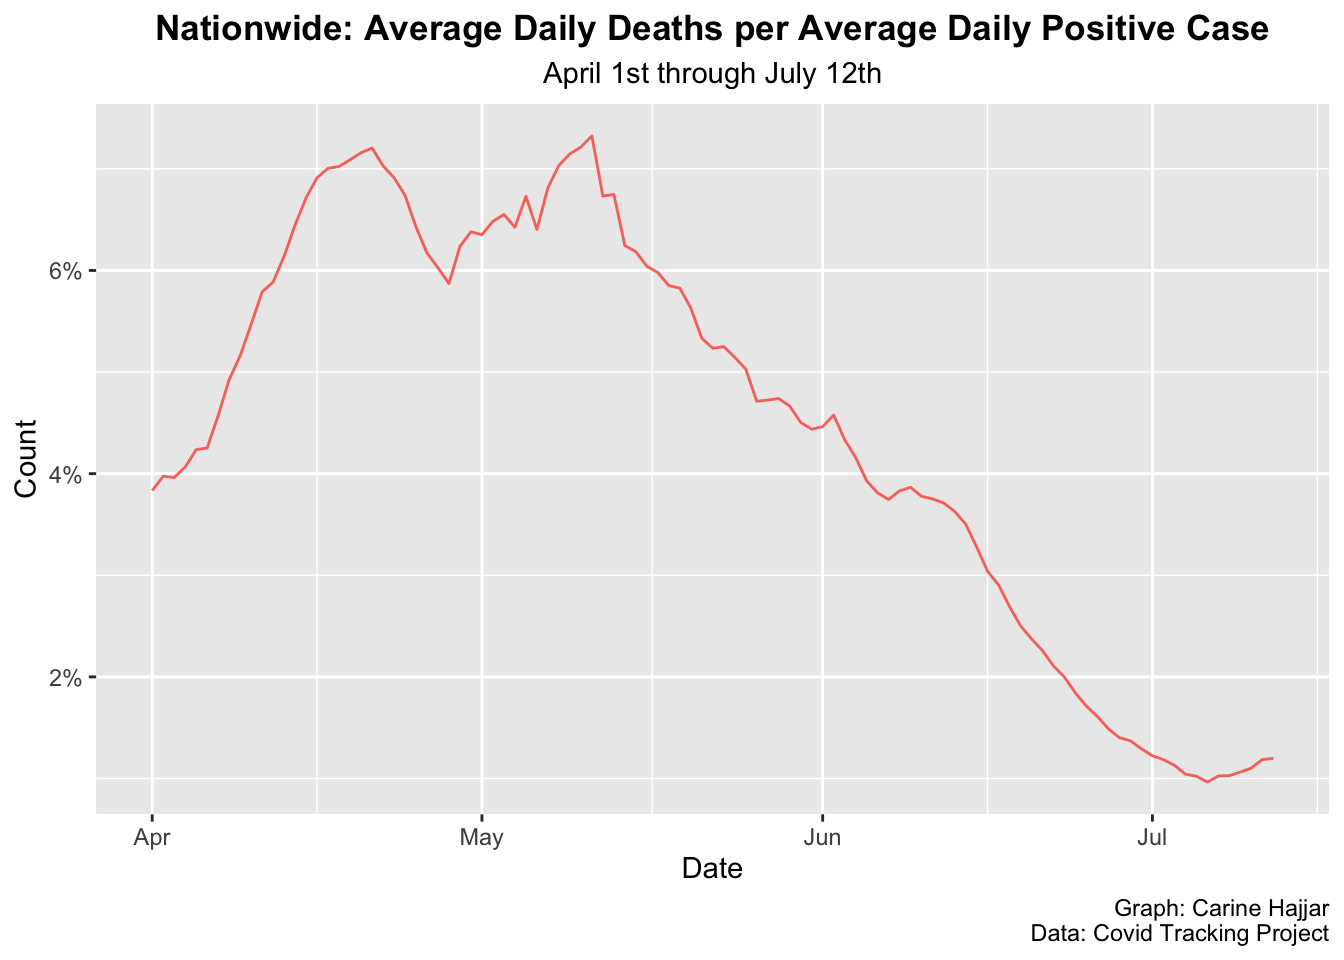 Nationwide: Average Daily Deaths per Average Daily Positive Case
April 1st through July 12th
Count
6%
4%
2%
Apr
May
Jun
Jul
Date
Graph: Carine Hajjar
Data: Covid Tracking Project